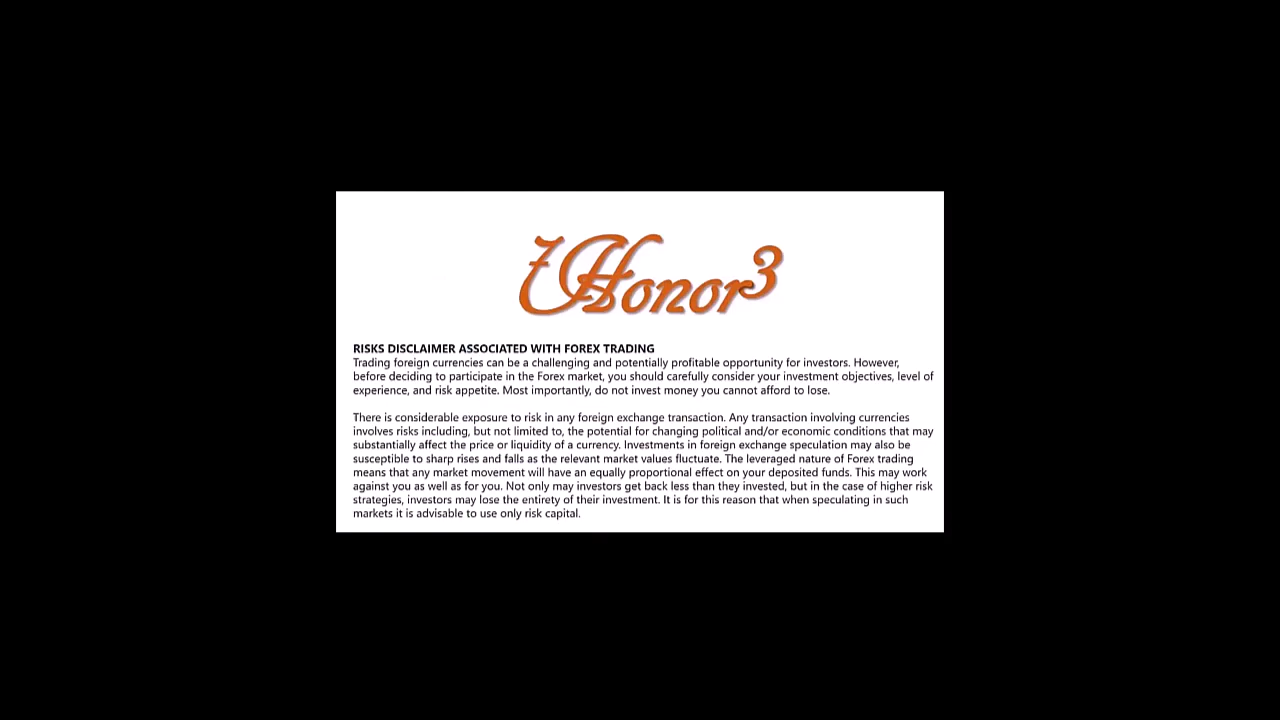 tHonor3
RISKS DISCLAIMER ASSOCIATED WITH FOREX TRADING
Trading foreign currencies can be a challenging and potentially profitable opportunity for investors. However,
before deciding to participate in the Forex market, you should carefully consider your investment objectives, level of
experience, and risk appetite. Most importantly, do not invest money you cannot afford to lose.
There is considerable exposure to risk in any foreign exchange transaction. Any transaction involving currencies
involves risks including, but not limited to, the potential for changing political and/or economic conditions that may
substantially affect the price or liquidity of a currency. Investments in foreign exchange speculation may also be
susceptible to sharp rises and falls as the relevant market values fluctuate. The leveraged nature of Forex trading
means that any market movement will have an equally proportional effect on your deposited funds. This may work
against you as well as for you. Not only may investors get back less than they invested, but in the case of higher risk
strategies, investors may lose the entirety of their investment. It is for this reason that when speculating in such
markets it is advisable to use only risk capital.